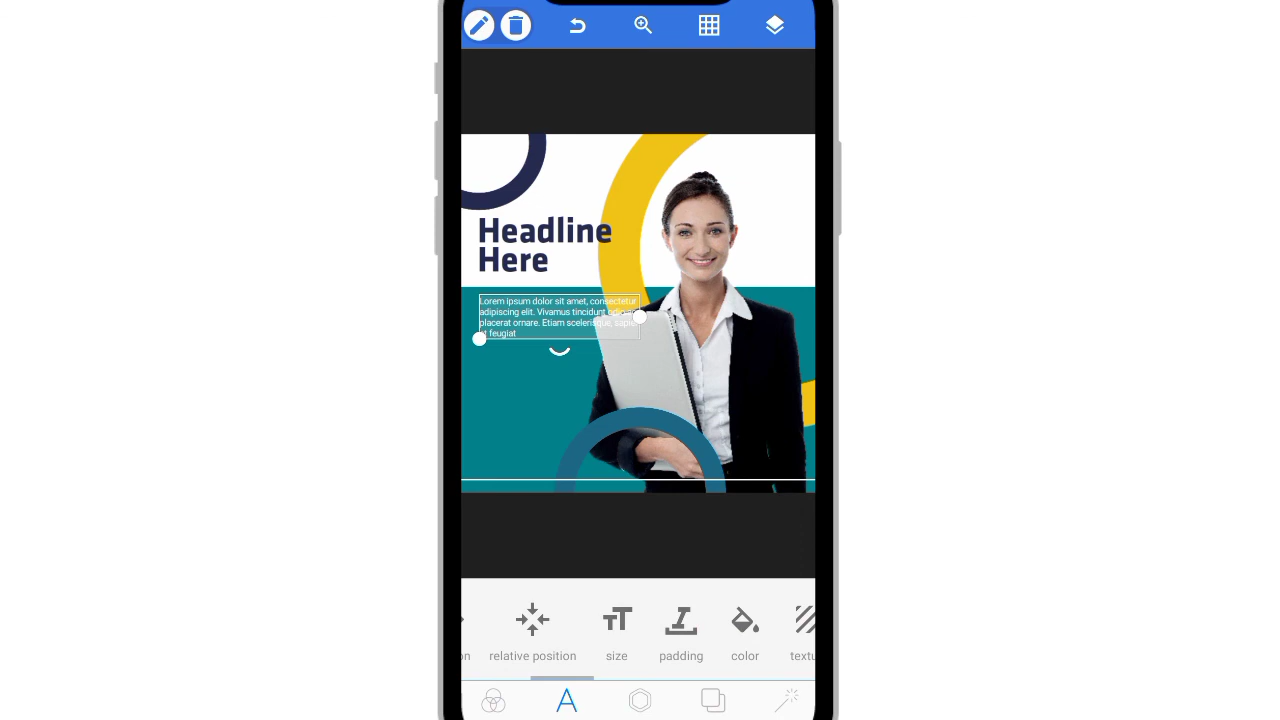 Headline
Here
Lorem ipsum dolor sit amet, consectetur
adipiscing elit. Vivamus tincidunt
placerat ornare. Etiam scelerisque,
feugiat
relative position
size
padding
color